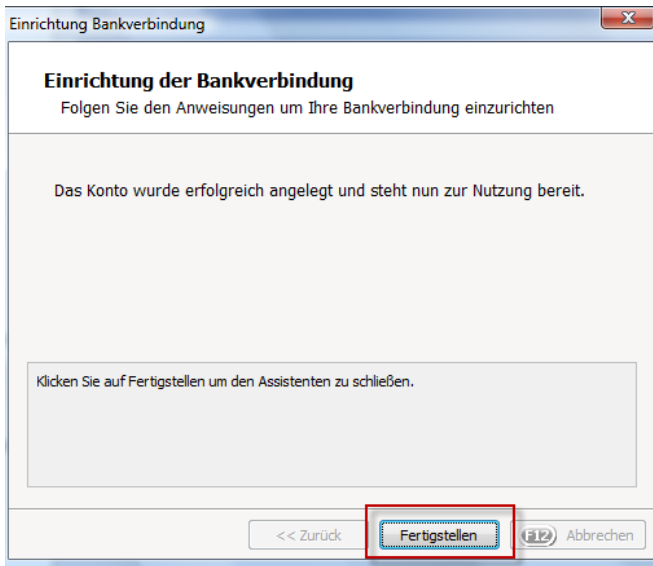 Einrichtung Bankverbindung
Einrichtung der Bankverbindung
Folgen Sie den Anweisungen um Ihre Bankverbindung einzurichten
Das Konto wurde erfolgreich angelegt und steht nun zur Nutzung bereit.
Klicken Sie auf Fertigstellen um den Assistenten zu schließen.
<< Zurück Fertigstellen F12 Abbrechen